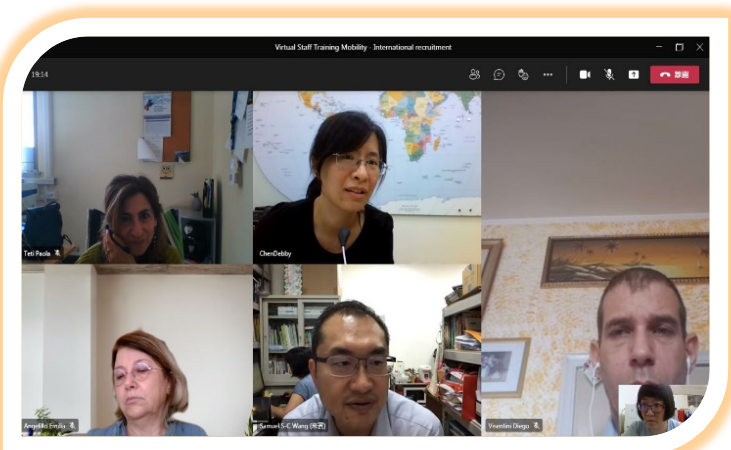 Virtual Staff Training Mobility - International recruitment
19:14
離開
Teti Paola
ChenDebby
Angelilli Emilia
Samuel S-C Wang
Visentini Diego